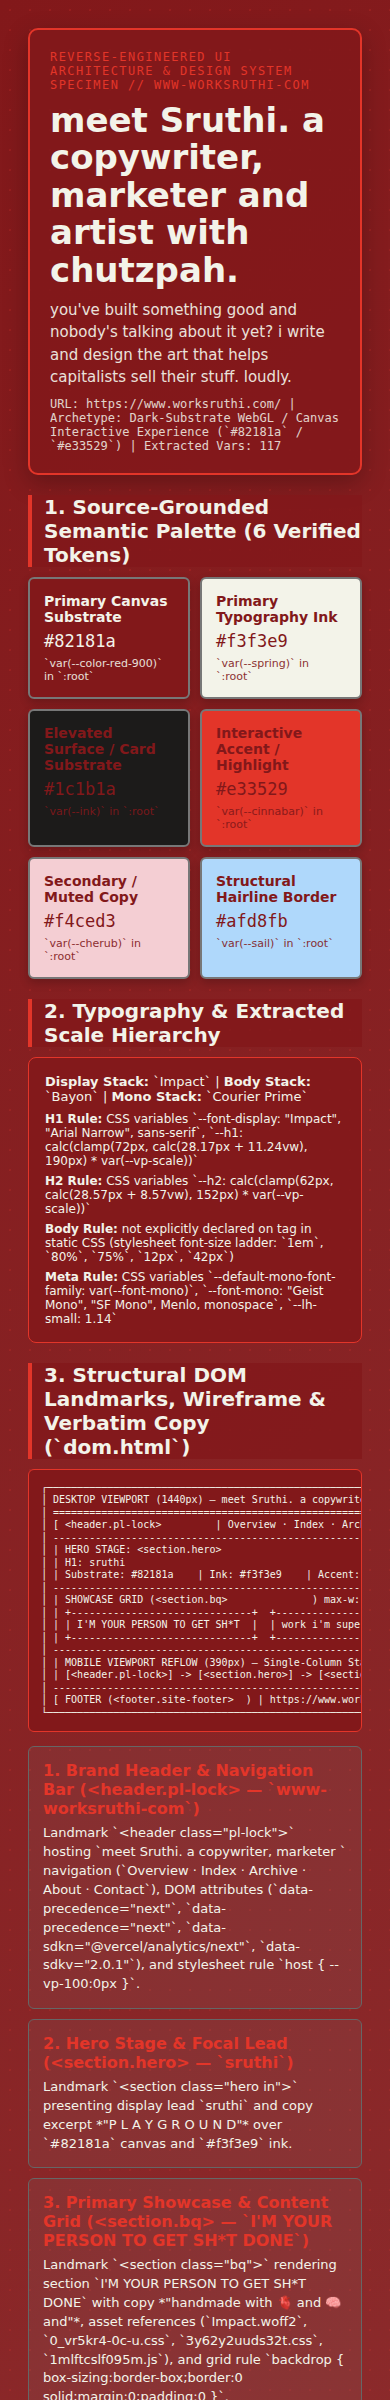 REVERSE-ENGINEERED UI
ARCHITECTURE & DESIGN SYSTEM
SPECIMEN // WWW-WORKSRUTHI-COM
meet Sruthi. a
copywriter,
marketer and
artist with
chutzpah.
you've built something good and
nobody's talking about it yet? i write
and design the art that helps
capitalists sell their stuff. loudly.
URL: https://www.worksruthi.com/ |
Archetype: Dark-Substrate WebGL / Canvas
Interactive Experience (`#82181a` /
`#e33529`) | Extracted Vars: 117
1. Source-Grounded
Semantic Palette (6 Verified
Tokens)
Primary Canvas
Substrate
#82181a
`var(--color-red-900)`
in `:root`
Primary
Typography Ink
#f3f3e9
`var(--spring)` in
`:root`
Elevated
Surface / Card
Substrate
#1c1b1a
`var(--ink)` in `:root`
Interactive
Accent /
Highlight
#e33529
`var(--cinnabar)` in
`:root`
Secondary /
Muted Copy
#f4ced3
`var(--cherub)` in
`:root`
Structural
Hairline Border
#afd8fb
`var(--sail)` in `:root`
2. Typography & Extracted
Scale Hierarchy
Display Stack: `Impact` | Body Stack:
`Bayon` | Mono Stack: `Courier Prime`
H1 Rule: CSS variables `--font-display: "Impact",
"Arial Narrow", sans-serif`, `--h1:
calc(clamp(72px, calc(28.17px + 11.24vw),
190px) * var(--vp-scale))`
H2 Rule: CSS variables `--h2: calc(clamp(62px,
calc(28.57px + 8.57vw), 152px) * var(--vp-
scale))`
Body Rule: not explicitly declared on tag in
static CSS (stylesheet font-size ladder: `1em`,
`80%`, `75%`, `12px`, `42px`)
Meta Rule: CSS variables `--default-mono-font-
family: var(--font-mono)`, `--font-mono: "Geist
Mono", "SF Mono", Menlo, monospace`, `--lh-
small: 1.14`
3. Structural DOM
Landmarks, Wireframe &
Verbatim Copy
(`dom.html`)
DESKTOP VIEWPORT (1440px) — meet Sruthi. a copywrit
[ <header.pl-lock> | Overview · Index · Arc
| HERO STAGE: <section.hero>
| H1: sruthi
| Substrate: #82181a | Ink: #f3f3e9 | Accent:
| SHOWCASE GRID (<section.bq> ) max-w:
| | I'M YOUR PERSON TO GET SH*T | | work i'm supe
| MOBILE VIEWPORT REFLOW (390px) — Single-Column St
| [<header.pl-lock>] -> [<section.hero>] -> [<secti
[ FOOTER (<footer.site-footer> ) | https://www.wor
1. Brand Header & Navigation
Bar (<header.pl-lock> — `www-
worksruthi-com`)
Landmark `<header class="pl-lock">`
hosting `meet Sruthi. a copywriter, marketer `
navigation (`Overview · Index · Archive ·
About · Contact`), DOM attributes (`data-
precedence="next"`, `data-
precedence="next"`, `data-
sdkn="@vercel/analytics/next"`, `data-
sdkv="2.0.1"`), and stylesheet rule `host { --
vp-100:0px }`.
2. Hero Stage & Focal Lead
(<section.hero> — `sruthi`)
Landmark `<section class="hero in">`
presenting display lead `sruthi` and copy
excerpt *"P L A Y G R O U N D"* over
`#82181a` canvas and `#f3f3e9` ink.
3. Primary Showcase & Content
Grid (<section.bq> — `I'M YOUR
PERSON TO GET SH*T DONE`)
Landmark `<section class="bq">` rendering
section `I'M YOUR PERSON TO GET SH*T
DONE` with copy *"handmade with 🫀 and 🧠
and"*, asset references (`Impact.woff2`,
`0_vr5kr4-0c-u.css`, `3y62y2uuds32t.css`,
`1mlftcslf095m.js`), and grid rule `backdrop {
box-sizing:border-box;border:0
solid;margin:0;padding:0 }`.